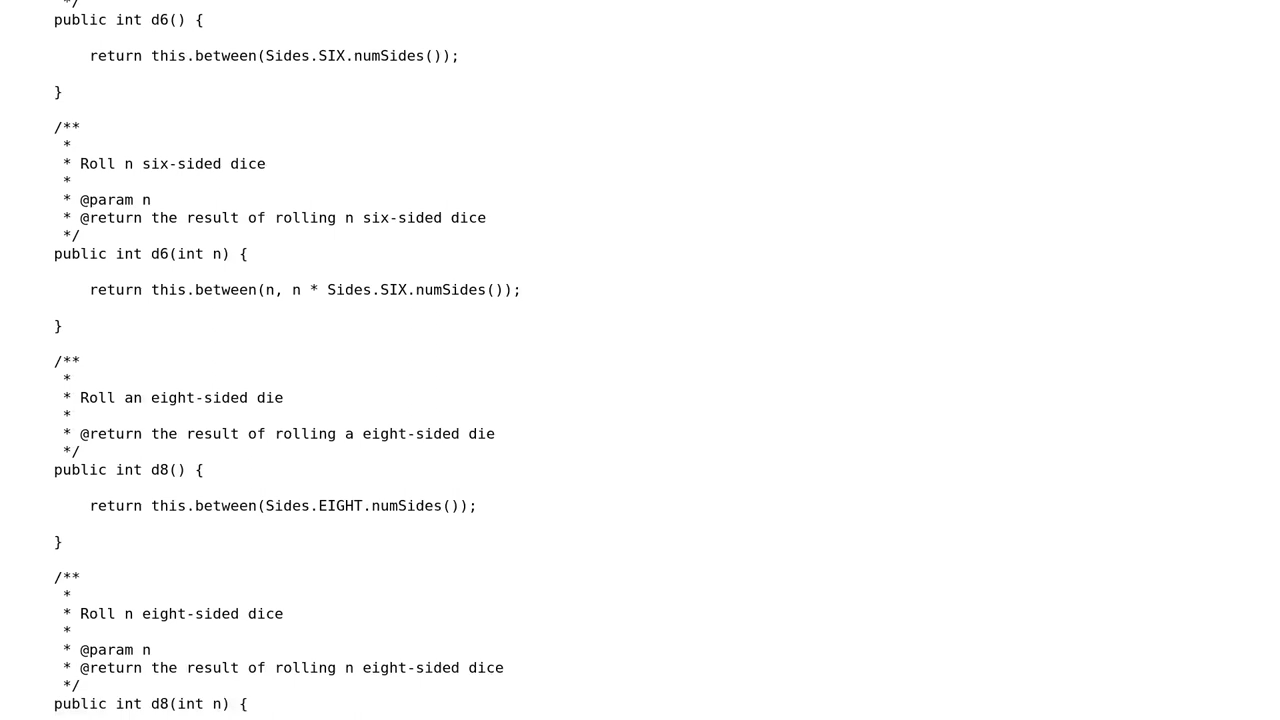 */
public int d6() {
return this.between(Sides.SIX.numSides());
}
/**
*
* Roll n six-sided dice
*
* @param n
* @return the result of rolling n six-sided dice
*/
public int d6(int n) {
return this.between(n, n * Sides.SIX.numSides());
}
/**
*
* Roll an eight-sided die
*
* @return the result of rolling a eight-sided die
*/
public int d8() {
return this.between(Sides.EIGHT.numSides());
}
/**
*
* Roll n eight-sided dice
*
* @param n
* @return the result of rolling n eight-sided dice
*/
public int d8(int n) {